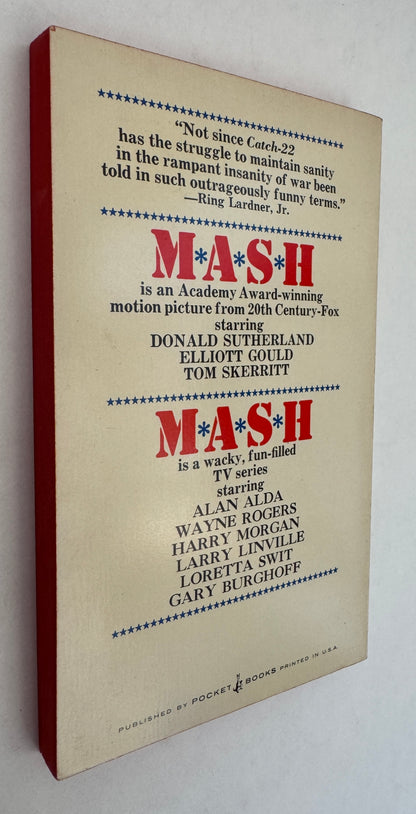 “Not since Catch-22
has the struggle to maintain sanity
in the rampant insanity of war been
told in such outrageously funny terms.”
—Ring Lardner, Jr.
M*A*S*H
is an Academy Award-winning
motion picture from 20th Century-Fox
starring
DONALD SUTHERLAND
ELLIOTT GOULD
TOM SKERRITT
M*A*S*H
is a wacky, fun-filled
TV series
starring
ALAN ALDA
WAYNE ROGERS
HARRY MORGAN
LARRY LINVILLE
LORETTA SWIT
GARY BURGHOFF
PUBLISHED BY POCKET BOOKS PRINTED IN U.S.A.